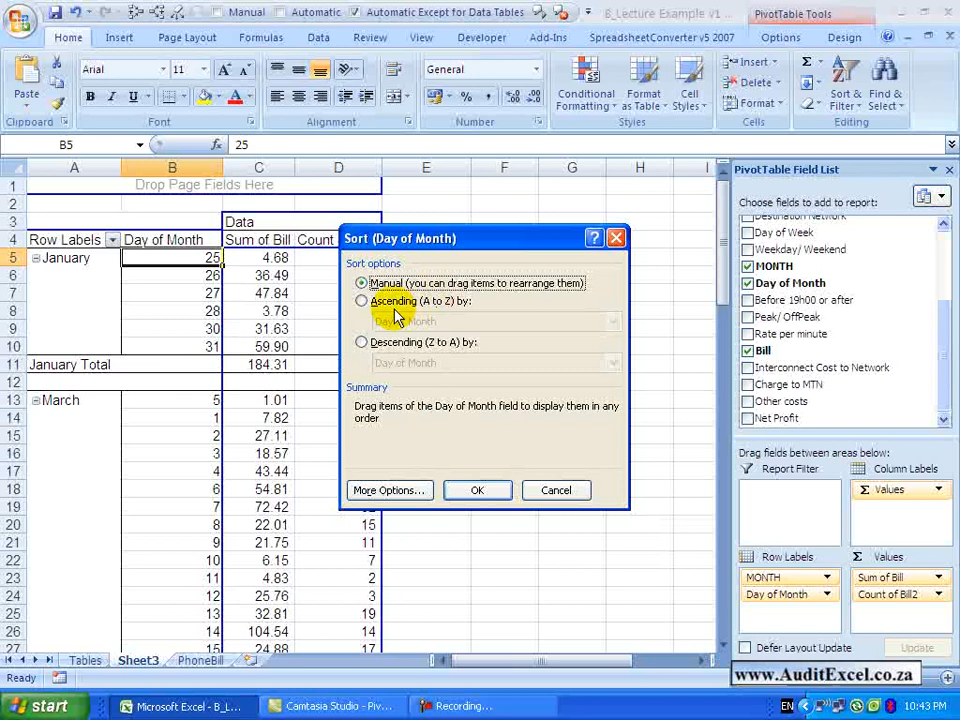 Manual Automatic Automatic Except for Data Tables B_Lecture Example v1 PivotTable Tools
Home Insert Page Layout Formulas Data Review View Developer Add-Ins SpreadsheetConverter v5 2007 Options Design
Paste
Arial 11 General
Conditional Formatting Format as Table Cell Styles
Insert
Delete
Format
Sort & Filter Find & Select
Clipboard Font Alignment Number Styles Cells Editing
B5 fx 25
A B C D E F G H I
1 Drop Page Fields Here
2
3 Data
4 Row Labels Day of Month Sum of Bill Count
5 January 25 4.68
6 26 36.49
7 27 47.84
8 28 3.78
9 29 31.63
10 31 59.90
11 January Total 184.31
12
13 March 5 1.01
14 1 7.82
15 2 27.11
16 3 18.57
17 4 43.44
18 6 54.81
19 7 72.42
20 8 22.01 15
21 9 21.75 11
22 10 6.15 7
23 11 4.83 2
24 12 25.76 3
25 13 32.81 19
26 14 104.54 14
27 15 24.88 17
Sort (Day of Month)
Sort options
Manual (you can drag items to rearrange them)
Ascending (A to Z) by:
Day of Month
Descending (Z to A) by:
Day of Month
Summary
Drag items of the Day of Month field to display them in any
order
More Options... OK Cancel
PivotTable Field List
Choose fields to add to report:
Destination Network
Day of Week
Weekday/ Weekend
MONTH
Day of Month
Before 19h00 or after
Peak/ OffPeak
Rate per minute
Bill
Interconnect Cost to Network
Charge to MTN
Other costs
Net Profit
Drag fields between areas below:
Report Filter Column Labels
Σ Values
Row Labels Σ Values
MONTH Sum of Bill
Day of Month Count of Bill2
Defer Layout Update Update
Tables Sheet3 PhoneBill
Ready
www.AuditExcel.co.za
start Microsoft Excel - B_L... Camtasia Studio - Piv... Recording... EN 10:43 PM